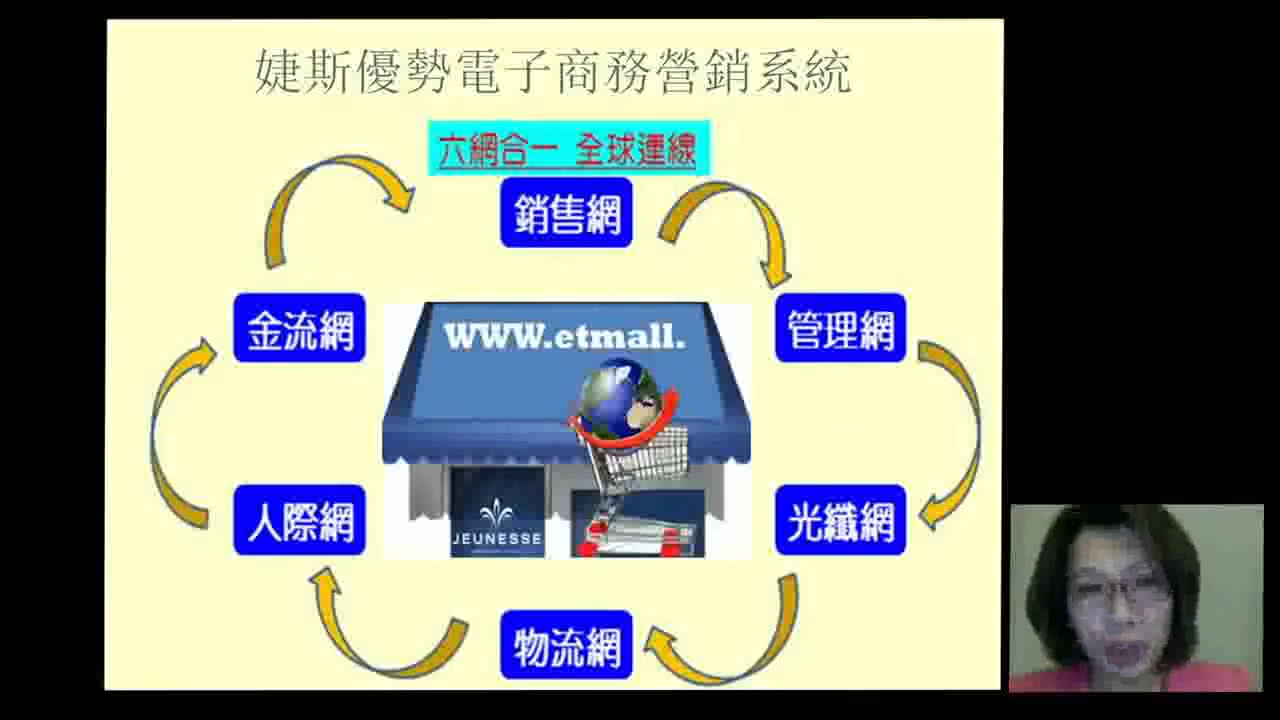 婕斯優勢電子商務營銷系統
六網合一 全球連線
銷售網
金流網
管理網
WWW.etmall.
人際網
光纖網
JEUNESSE
物流網